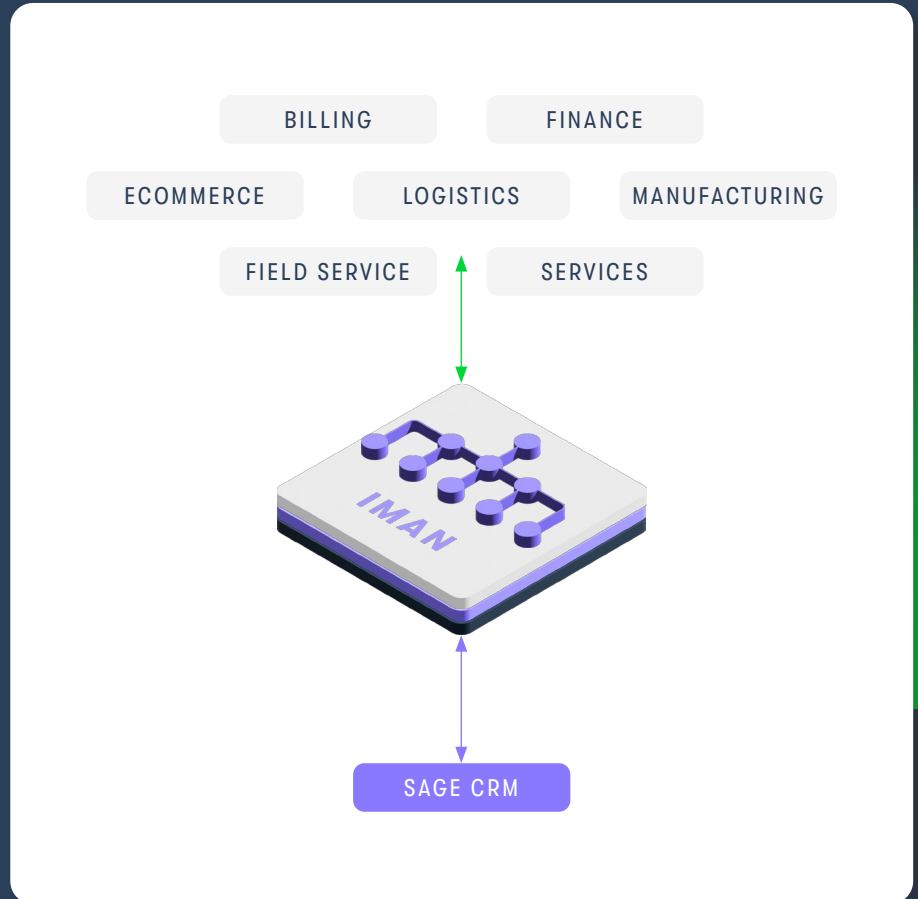 BILLING
FINANCE
ECOMMERCE
LOGISTICS
MANUFACTURING
FIELD SERVICE
SERVICES
IMAN
SAGE CRM